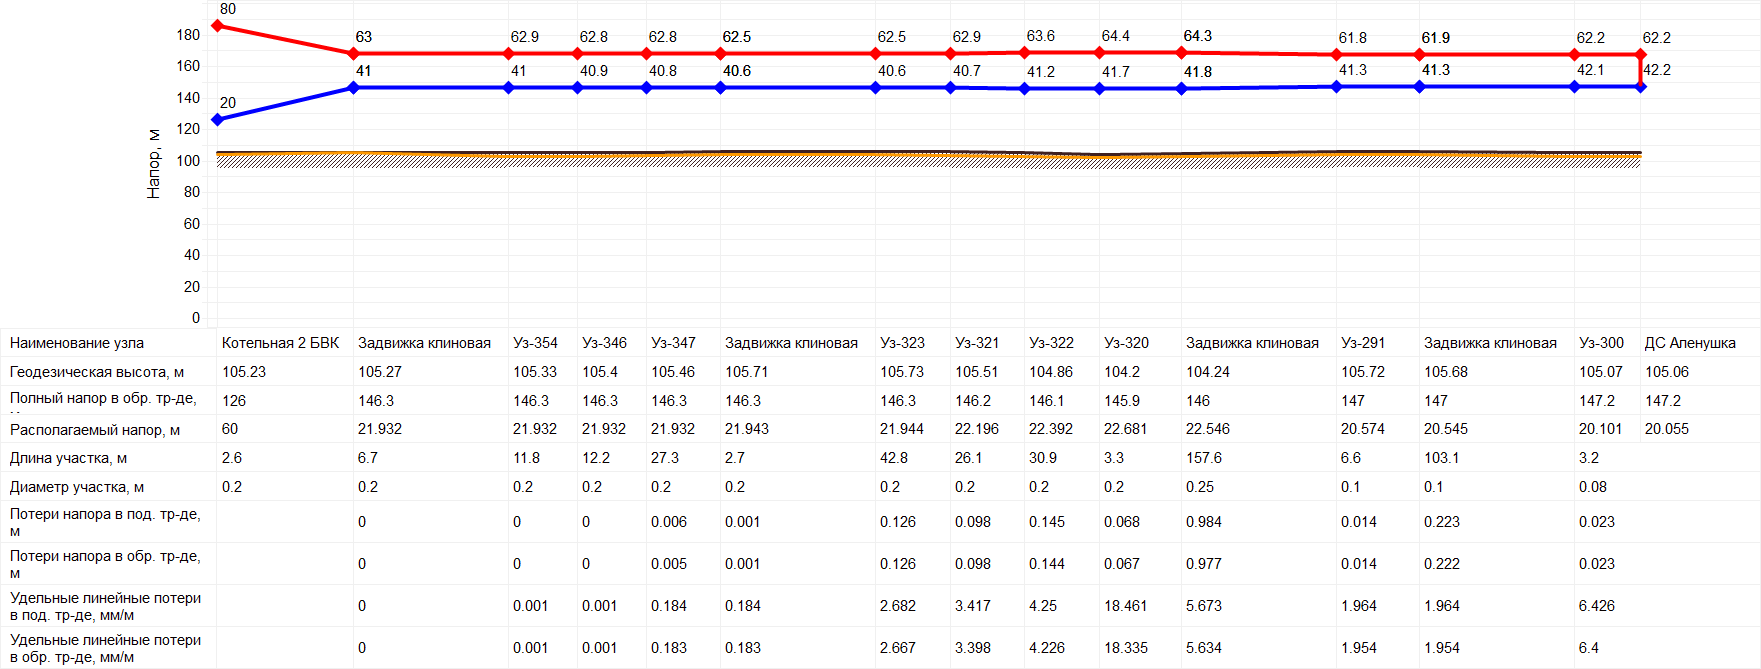 80
63
62.9
62.8
62.8
62.5
62.5
62.9
63.6
64.4
64.3
61.8
61.9
62.2
62.2
41
41
40.9
40.8
40.6
40.6
40.7
41.2
41.7
41.8
41.3
41.3
42.1
42.2
20
Напор, м
180
160
140
120
100
80
60
40
20
0
Наименование узла Котельная 2 БВК Задвижка клиновая Уз-354 Уз-346 Уз-347 Задвижка клиновая Уз-323 Уз-321 Уз-322 Уз-320 Задвижка клиновая Уз-291 Задвижка клиновая Уз-300 ДС Аленушка
Геодезическая высота, м 105.23 105.27 105.33 105.4 105.46 105.71 105.73 105.51 104.86 104.2 104.24 105.72 105.68 105.07 105.06
Полный напор в обр. тр-де, 126 146.3 146.3 146.3 146.3 146.3 146.3 146.2 146.1 145.9 146 147 147 147.2 147.2
Располагаемый напор, м 60 21.932 21.932 21.932 21.932 21.943 21.944 22.196 22.392 22.681 22.546 20.574 20.545 20.101 20.055
Длина участка, м 2.6 6.7 11.8 12.2 27.3 2.7 42.8 26.1 30.9 3.3 157.6 6.6 103.1 3.2
Диаметр участка, м 0.2 0.2 0.2 0.2 0.2 0.2 0.2 0.2 0.2 0.2 0.25 0.1 0.1 0.08
Потери напора в под. тр-де,
м 0 0 0 0.006 0.001 0.126 0.098 0.145 0.068 0.984 0.014 0.223 0.023
Потери напора в обр. тр-де,
м 0 0 0 0.005 0.001 0.126 0.098 0.144 0.067 0.977 0.014 0.222 0.023
Удельные линейные потери
в под. тр-де, мм/м 0 0.001 0.001 0.184 0.184 2.682 3.417 4.25 18.461 5.673 1.964 1.964 6.426
Удельные линейные потери
в обр. тр-де, мм/м 0 0.001 0.001 0.183 0.183 2.667 3.398 4.226 18.335 5.634 1.954 1.954 6.4